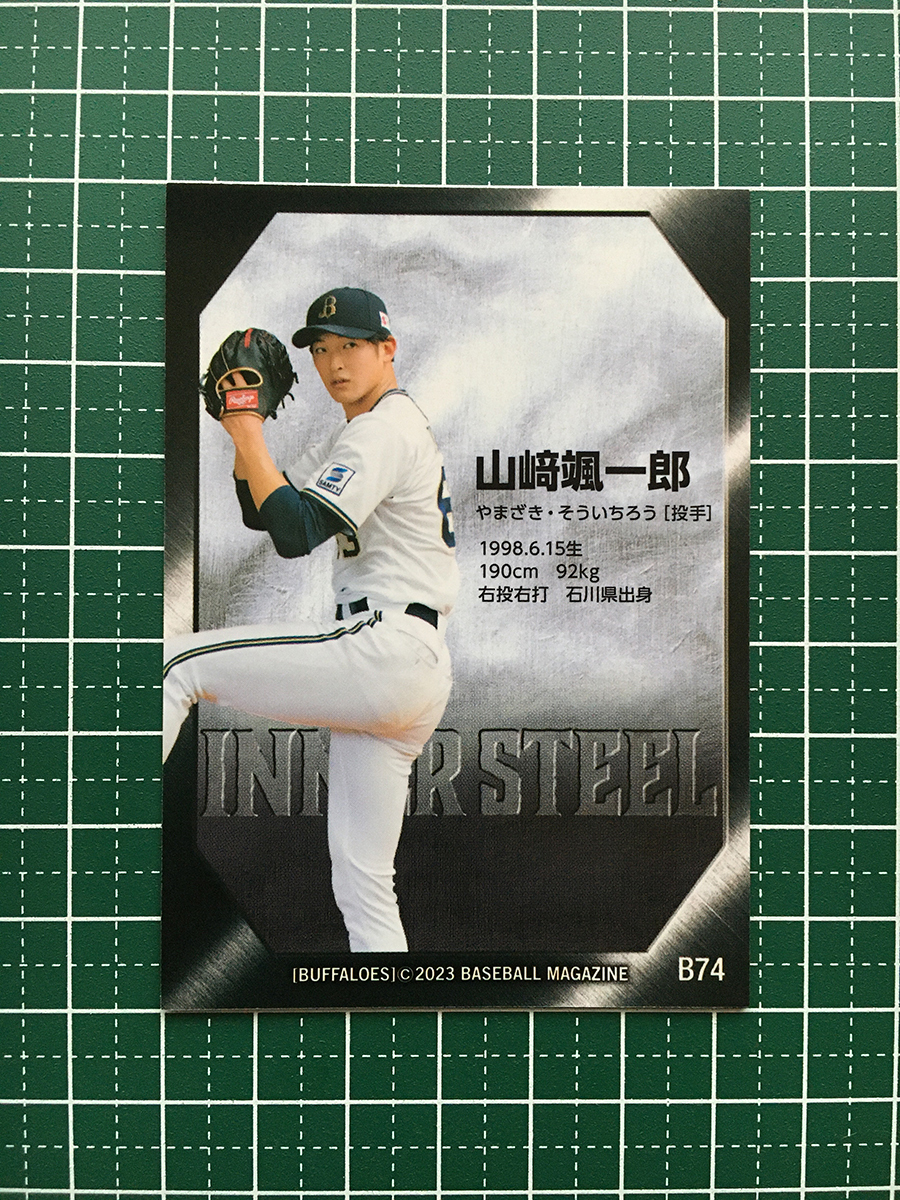 B
Rawlings
SAMTY
山﨑颯一郎
やまざき・そういちろう［投手］
1998.6.15生
190cm 92kg
右投右打 石川県出身
INNER STEEL
[BUFFALOES]©2023 BASEBALL MAGAZINE
B74